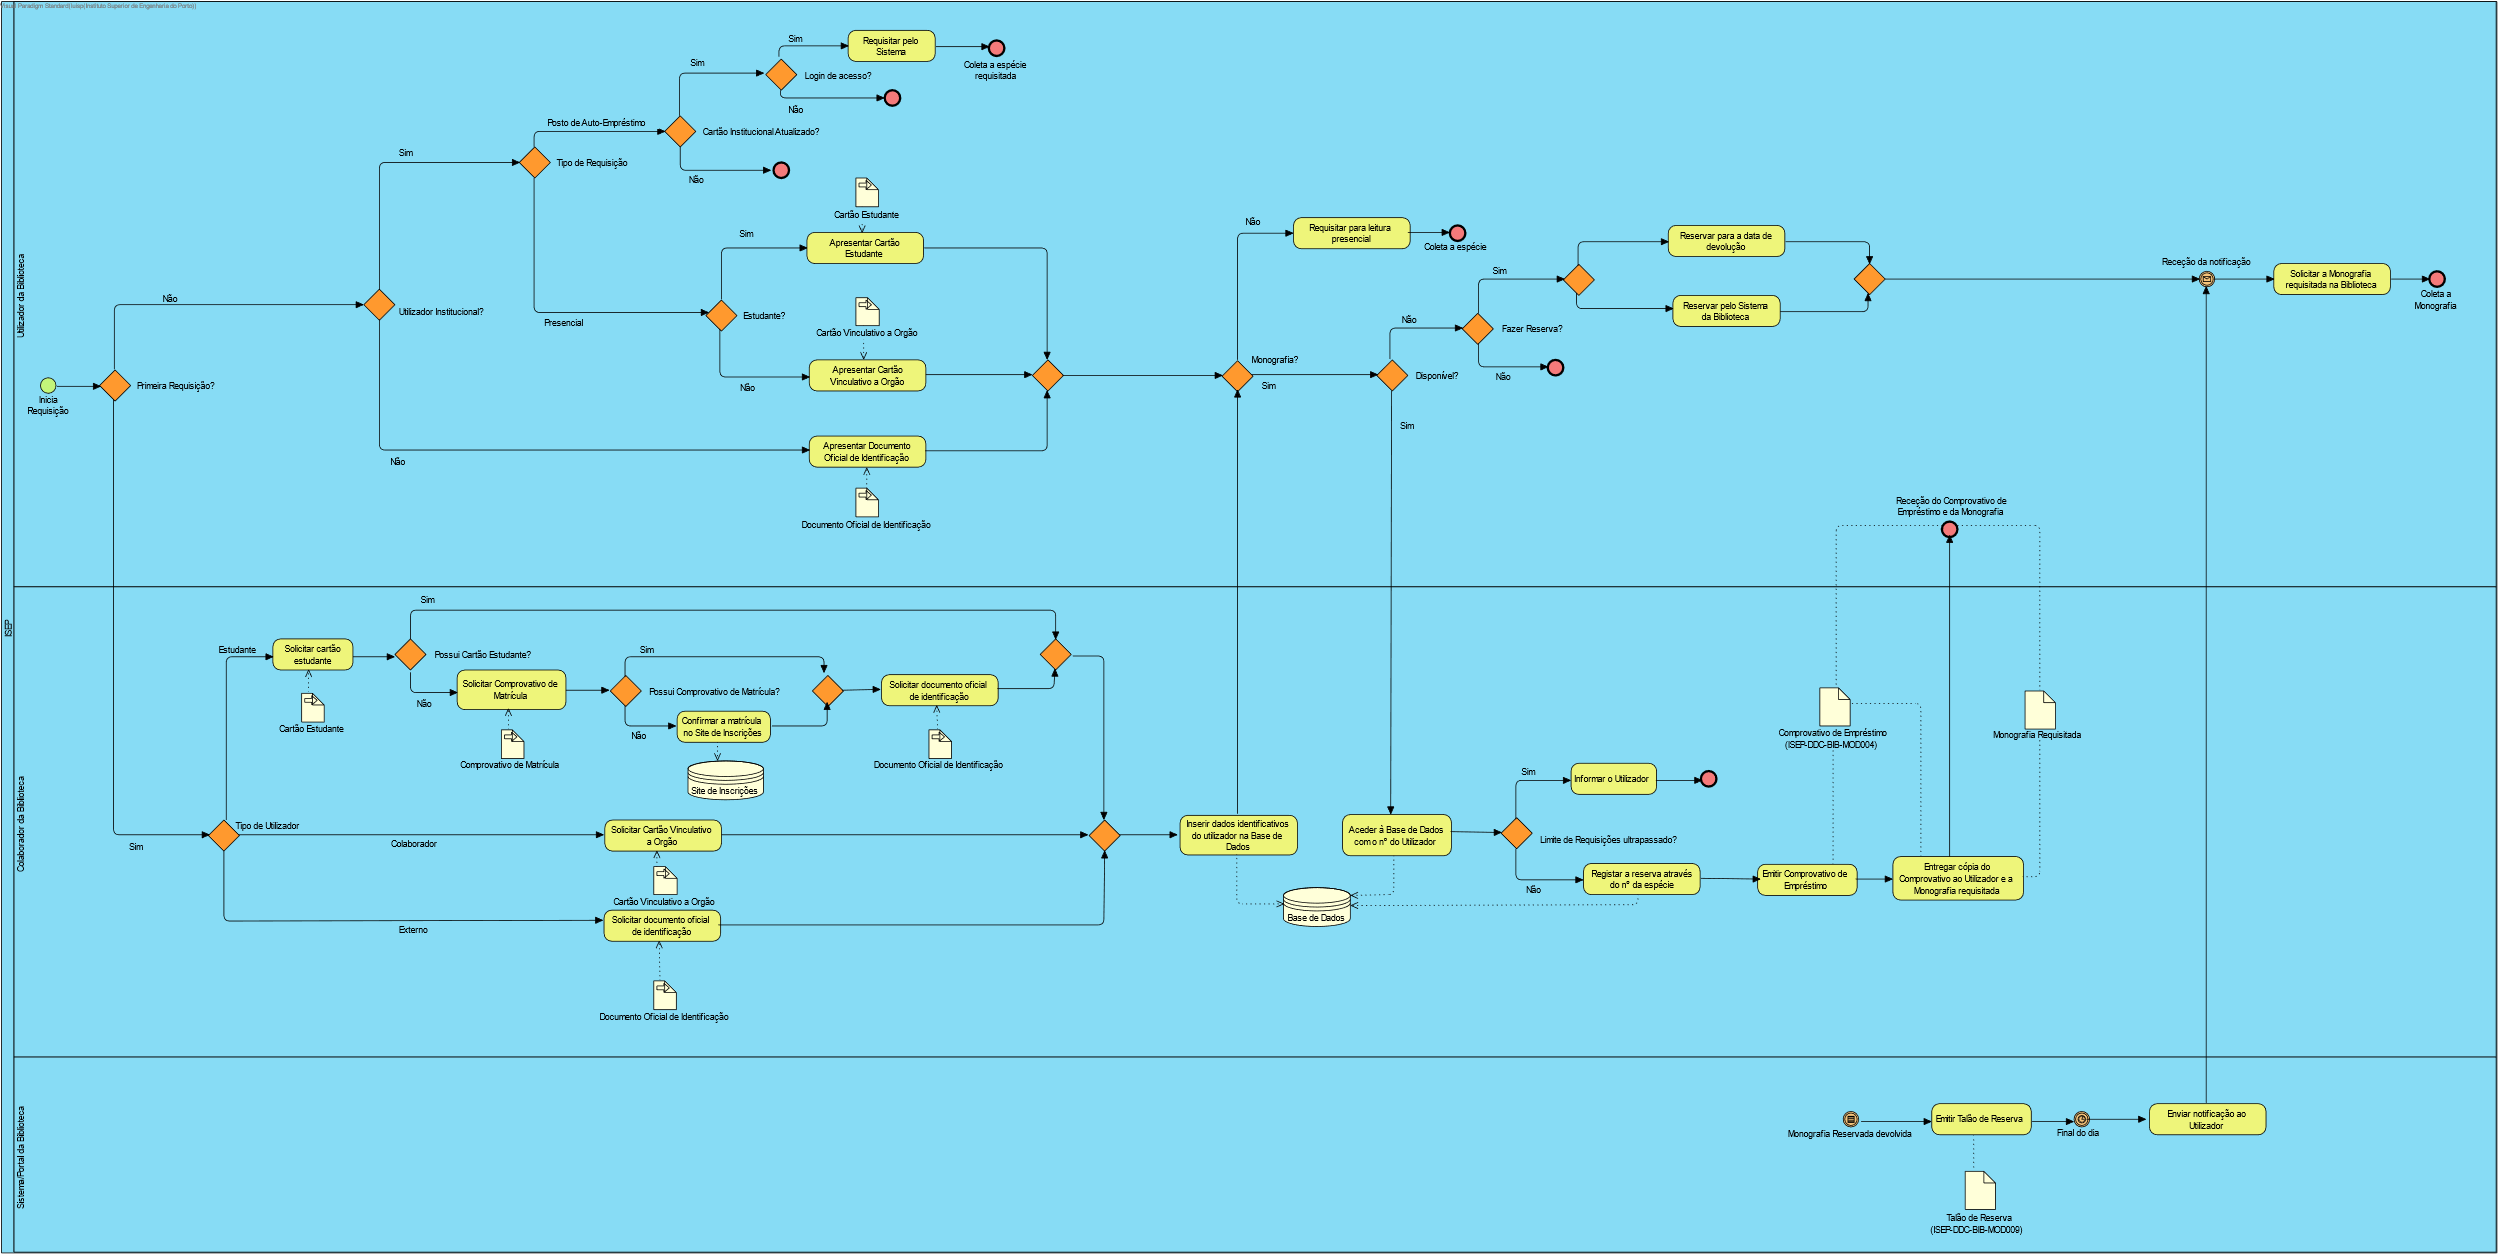 Visual Paradigm Standard(isep(Instituto Superior de Engenharia do Porto))
ISEP
Utilizador da Biblioteca
Inicia
Requisição
Primeira Requisição?
Não
Sim
Utilizador Institucional?
Sim
Não
Tipo de Requisição
Posto de Auto-Empréstimo
Presencial
Cartão Institucional Atualizado?
Sim
Não
Login de acesso?
Sim
Não
Requisitar pelo
Sistema
Coleta a espécie
requisitada
Estudante?
Sim
Não
Cartão Estudante
Apresentar Cartão
Estudante
Cartão Vinculativo a Orgão
Apresentar Cartão
Vinculativo a Orgão
Apresentar Documento
Oficial de Identificação
Documento Oficial de Identificação
Monografia?
Não
Sim
Requisitar para leitura
presencial
Coleta a espécie
Disponível?
Não
Sim
Fazer Reserva?
Sim
Não
Reservar para a data de
devolução
Reservar pelo Sistema
da Biblioteca
Receção da notificação
Solicitar a Monografia
requisitada na Biblioteca
Coleta a
Monografia
Receção do Comprovativo de
Empréstimo e da Monografia
Colaborador da Biblioteca
Tipo de Utilizador
Estudante
Colaborador
Externo
Solicitar cartão
estudante
Cartão Estudante
Possui Cartão Estudante?
Sim
Não
Solicitar Comprovativo de
Matrícula
Comprovativo de Matrícula
Possui Comprovativo de Matrícula?
Sim
Não
Confirmar a matrícula
no Site de Inscrições
Site de Inscrições
Solicitar documento oficial
de identificação
Documento Oficial de Identificação
Solicitar Cartão Vinculativo
a Orgão
Cartão Vinculativo a Orgão
Solicitar documento oficial
de identificação
Documento Oficial de Identificação
Inserir dados identificativos
do utilizador na Base de
Dados
Base de Dados
Aceder à Base de Dados
com o nº do Utilizador
Limite de Requisições ultrapassado?
Sim
Não
Informar o Utilizador
Registar a reserva através
do nº da espécie
Emitir Comprovativo de
Empréstimo
Entregar cópia do
Comprovativo ao Utilizador e a
Monografia requisitada
Comprovativo de Empréstimo
(ISEP-DDC-BIB-MOD004)
Monografia Requisitada
Sistema/Portal da Biblioteca
Monografia Reservada devolvida
Emitir Talão de Reserva
Final do dia
Enviar notificação ao
Utilizador
Talão de Reserva
(ISEP-DDC-BIB-MOD009)